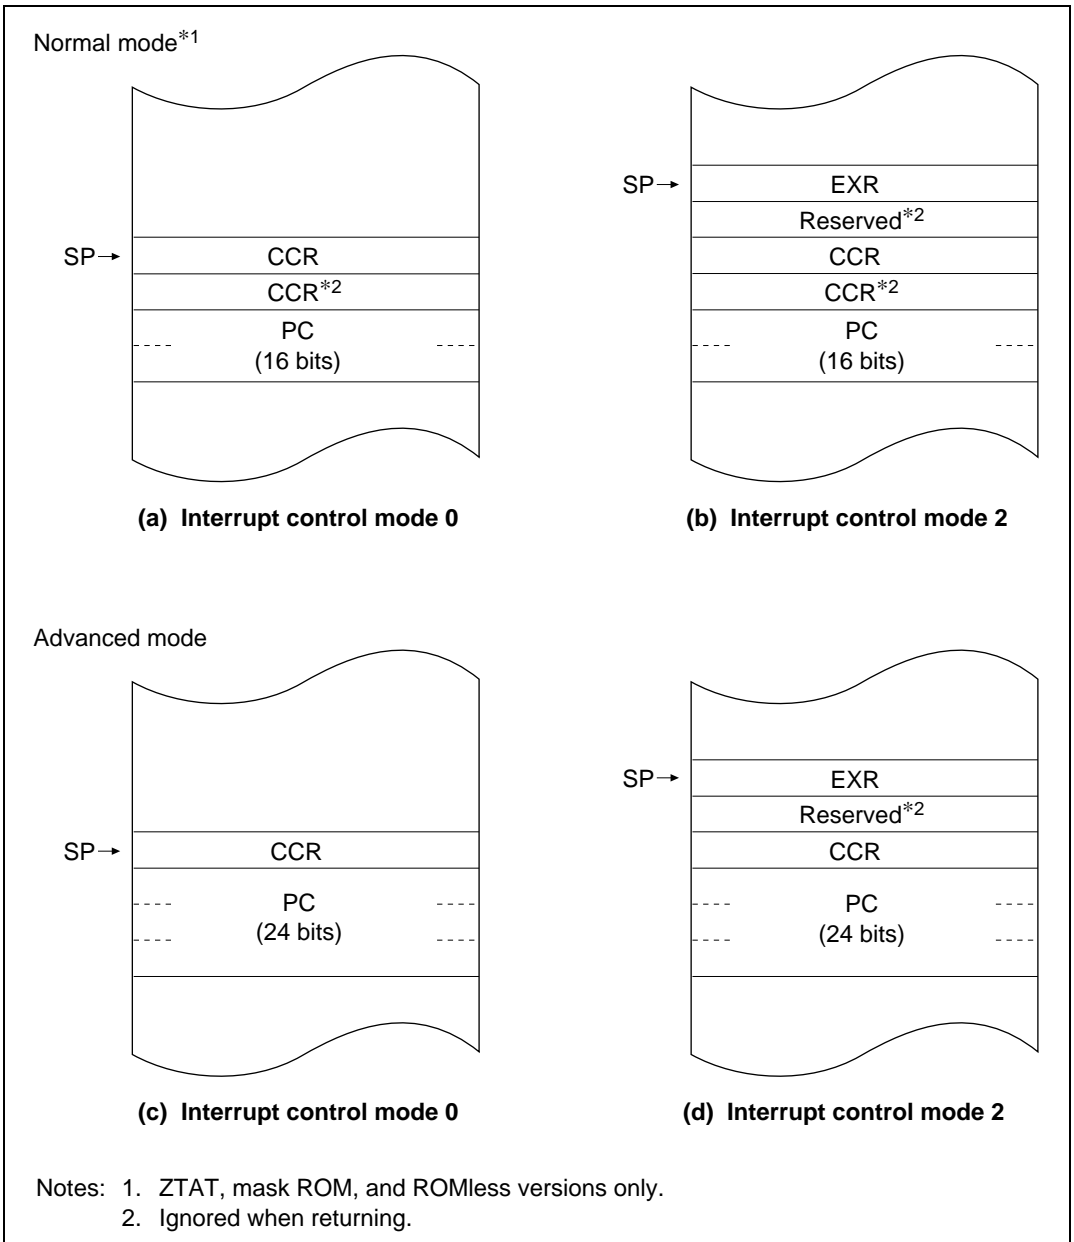 Normal mode*1
SP→
CCR
CCR*2
PC
(16 bits)
(a) Interrupt control mode 0
SP→
EXR
Reserved*2
CCR
CCR*2
PC
(16 bits)
(b) Interrupt control mode 2
Advanced mode
SP→
CCR
PC
(24 bits)
(c) Interrupt control mode 0
SP→
EXR
Reserved*2
CCR
PC
(24 bits)
(d) Interrupt control mode 2
Notes: 1. ZTAT, mask ROM, and ROMless versions only.
2. Ignored when returning.